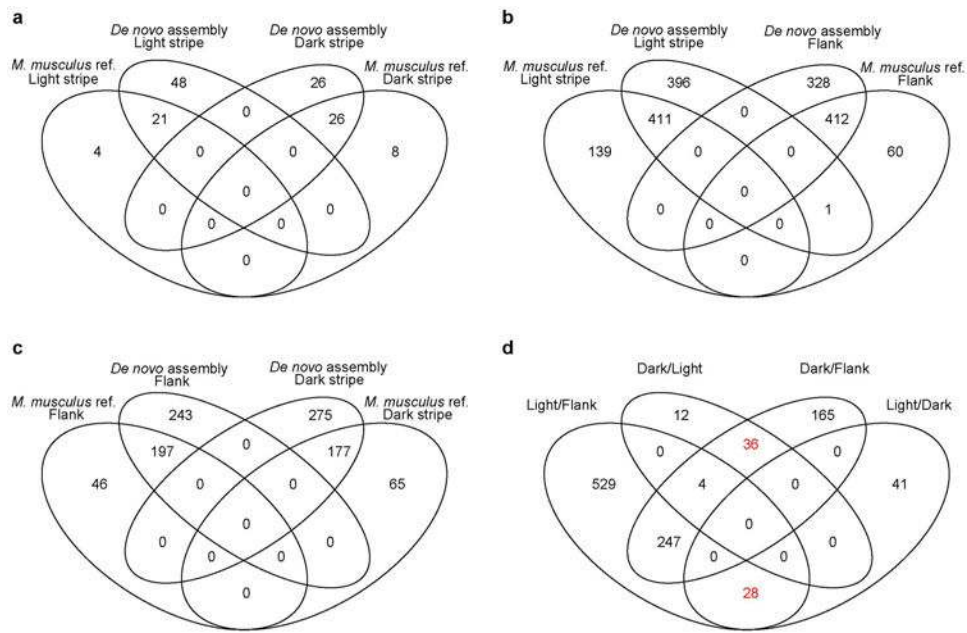 a
De novo assembly
Light stripe
De novo assembly
Dark stripe
M. musculus ref.
Light stripe
M. musculus ref.
Dark stripe
48
26
0
21
26
4
0
0
8
0
0
0
0
0
0
b
De novo assembly
Light stripe
De novo assembly
Flank
M. musculus ref.
Light stripe
M. musculus ref.
Flank
396
328
0
411
412
139
0
0
60
0
0
1
0
0
0
c
De novo assembly
Flank
De novo assembly
Dark stripe
M. musculus ref.
Flank
M. musculus ref.
Dark stripe
243
275
0
197
177
46
0
0
65
0
0
0
0
0
0
d
Dark/Light
Dark/Flank
Light/Flank
Light/Dark
12
165
36
0
0
529
4
0
41
0
247
0
0
0
28